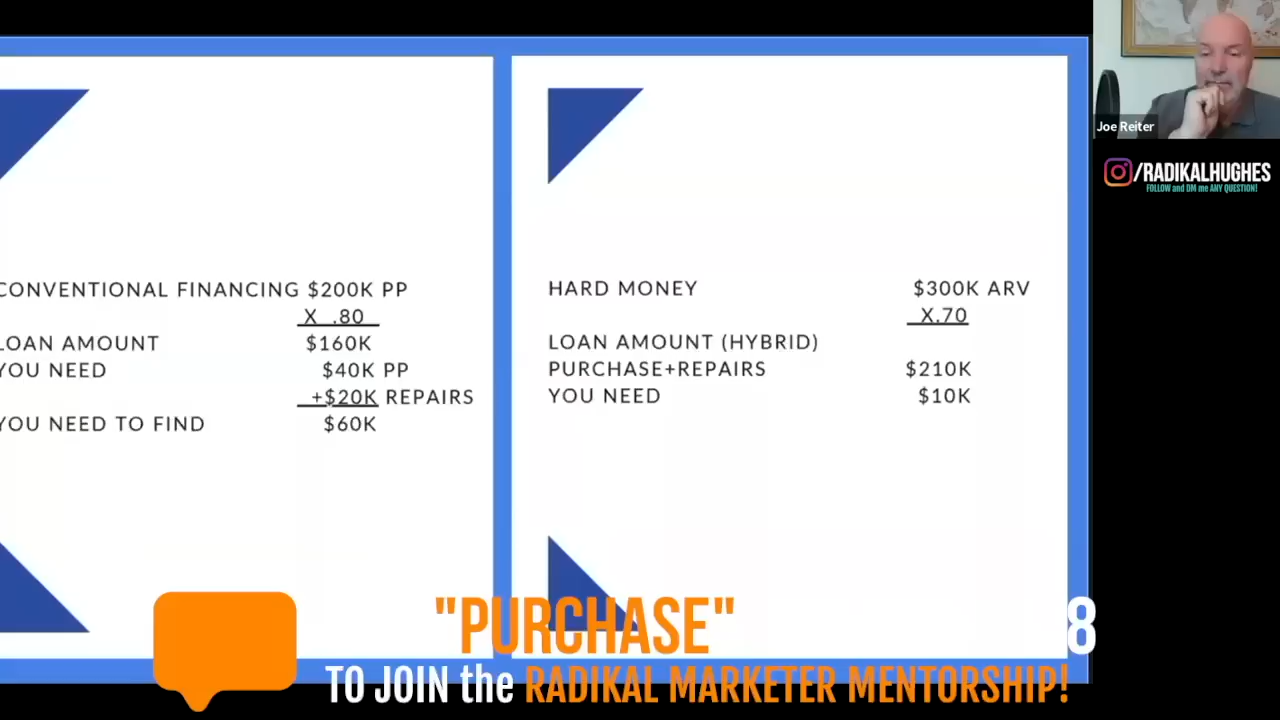 CONVENTIONAL FINANCING $200K PP
X .80
LOAN AMOUNT $160K
YOU NEED $40K PP
+$20K REPAIRS
YOU NEED TO FIND $60K
HARD MONEY $300K ARV
X.70
LOAN AMOUNT (HYBRID)
PURCHASE+REPAIRS $210K
YOU NEED $10K
Joe Reiter
/RADIKALHUGHES
FOLLOW and DM me ANY QUESTION!
"PURCHASE" 8
TO JOIN the RADIKAL MARKETER MENTORSHIP!